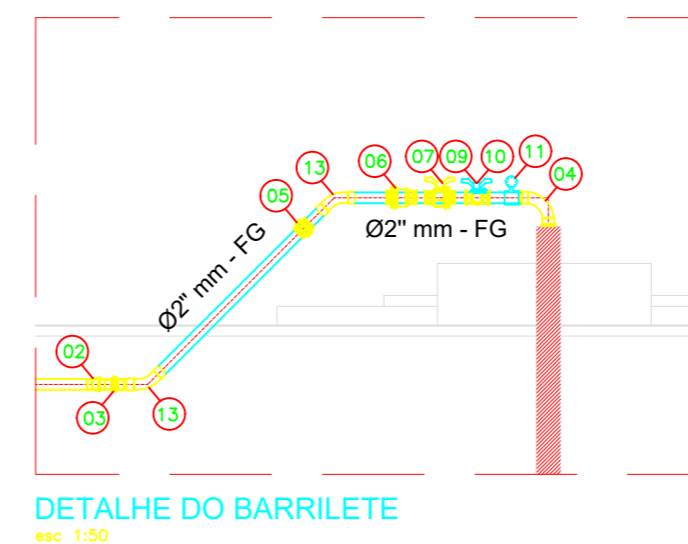 13
06
07
09
10
11
04
05
Ø2" mm - FG
Ø2" mm - FG
02
03
13
DETALHE DO BARRILETE
esc 1:50